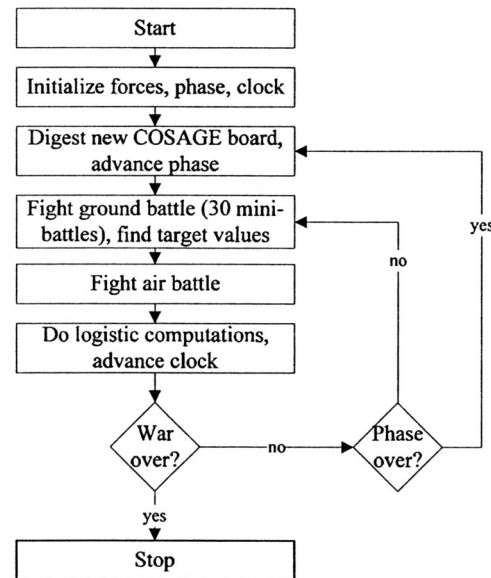 Start
Initialize forces, phase, clock
Digest new COSAGE board,
advance phase
Fight ground battle (30 mini-
battles), find target values
yes
no
Fight air battle
Do logistic computations,
advance clock
War
over?
no
Phase
over?
yes
Stop